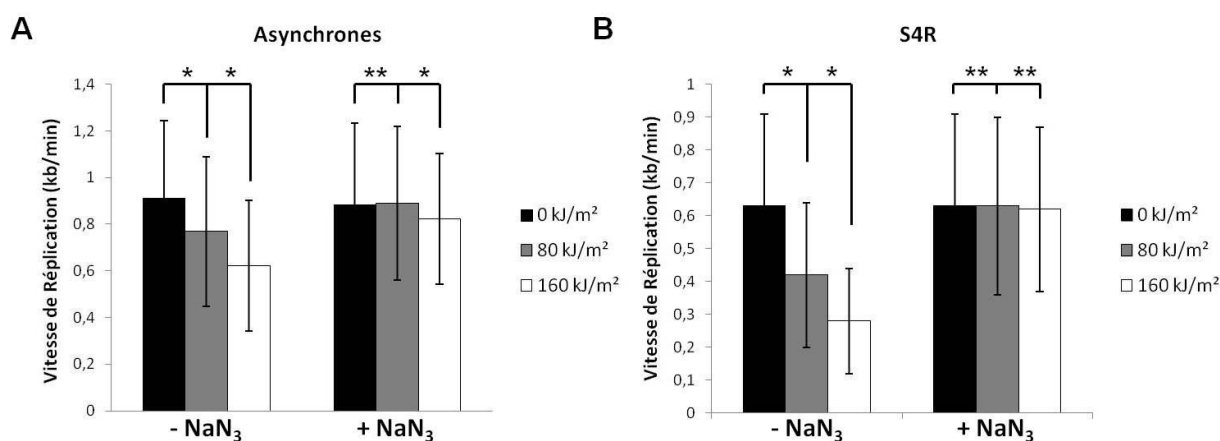 A
Asynchrones
* * ** *
Vitesse de Réplication (kb/min)
1,4
1,2
1
0,8
0,6
0,4
0,2
0
- NaN₃ + NaN₃
0 kJ/m²
80 kJ/m²
160 kJ/m²
B
S4R
* * ** **
Vitesse de Réplication (kb/min)
1
0,9
0,8
0,7
0,6
0,5
0,4
0,3
0,2
0,1
0
- NaN₃ + NaN₃
0 kJ/m²
80 kJ/m²
160 kJ/m²